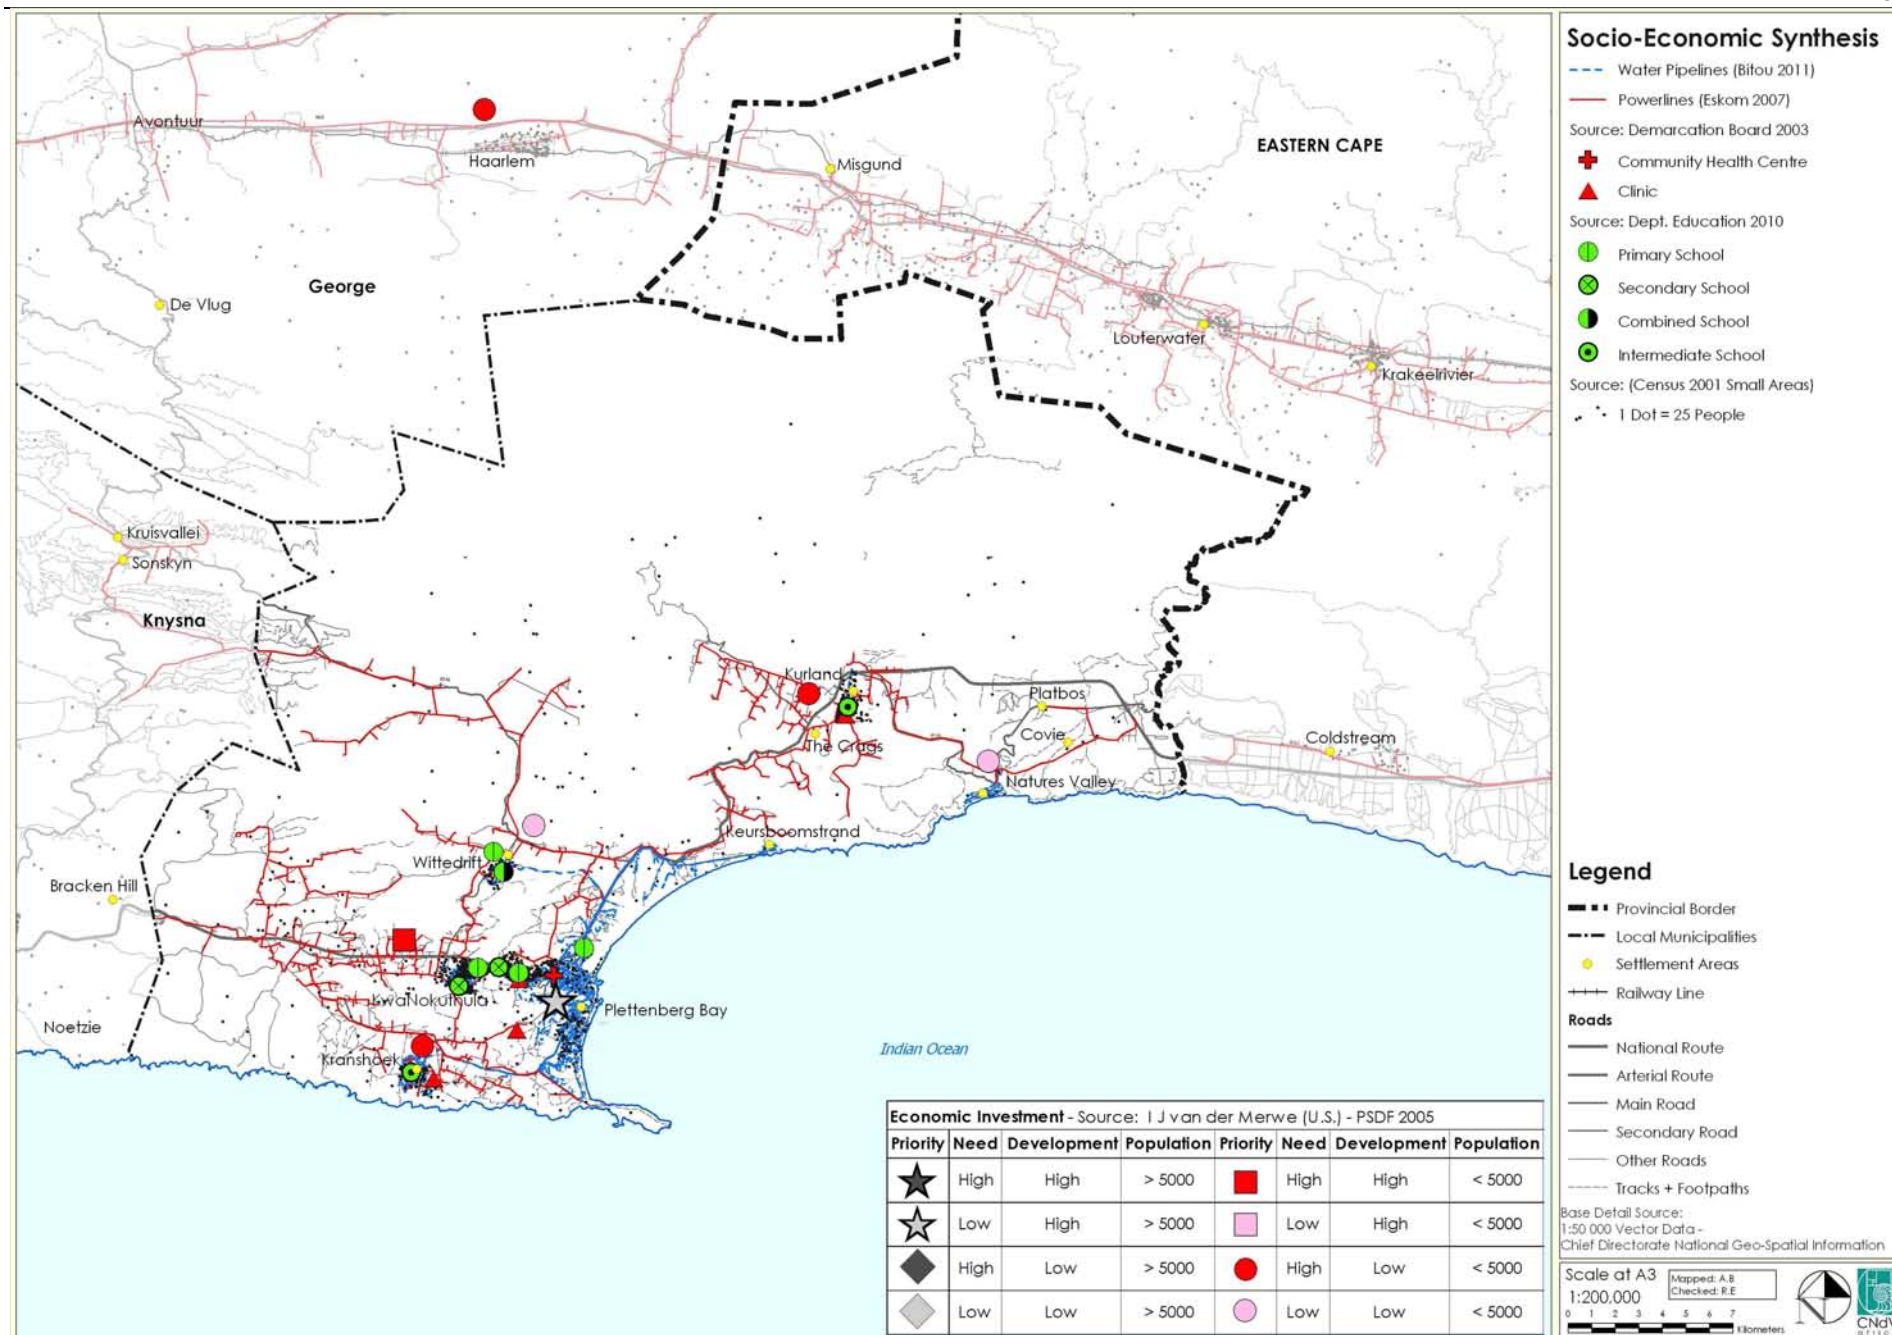 Avontuur
Haarlem
Misgund
EASTERN CAPE
George
De Vlug
Louterwater
Krakeelrivier
Kruisvallei
Sonskyn
Knysna
Kurland
Platbos
The Crags
Covie
Coldstream
Natures Valley
Keursboomstrand
Wittedrift
Bracken Hill
KwaNokuthula
Plettenberg Bay
Noetzie
Kranshoek
Indian Ocean
Economic Investment - Source: I J van der Merwe (U.S.) - PSDF 2005
Priority Need Development Population Priority Need Development Population
High High > 5000 High High < 5000
Low High > 5000 Low High < 5000
High Low > 5000 High Low < 5000
Low Low > 5000 Low Low < 5000
Socio-Economic Synthesis
Water Pipelines (Bitou 2011)
Powerlines (Eskom 2007)
Source: Demarcation Board 2003
Community Health Centre
Clinic
Source: Dept. Education 2010
Primary School
Secondary School
Combined School
Intermediate School
Source: (Census 2001 Small Areas)
1 Dot = 25 People
Legend
Provincial Border
Local Municipalities
Settlement Areas
Railway Line
Roads
National Route
Arterial Route
Main Road
Secondary Road
Other Roads
Tracks + Footpaths
Base Detail Source:
1:50 000 Vector Data -
Chief Directorate National Geo-Spatial Information
Scale at A3
1:200,000
Mapped: A.B
Checked: R.E
0 1 2 3 4 5 6 7
Kilometers
CNdV